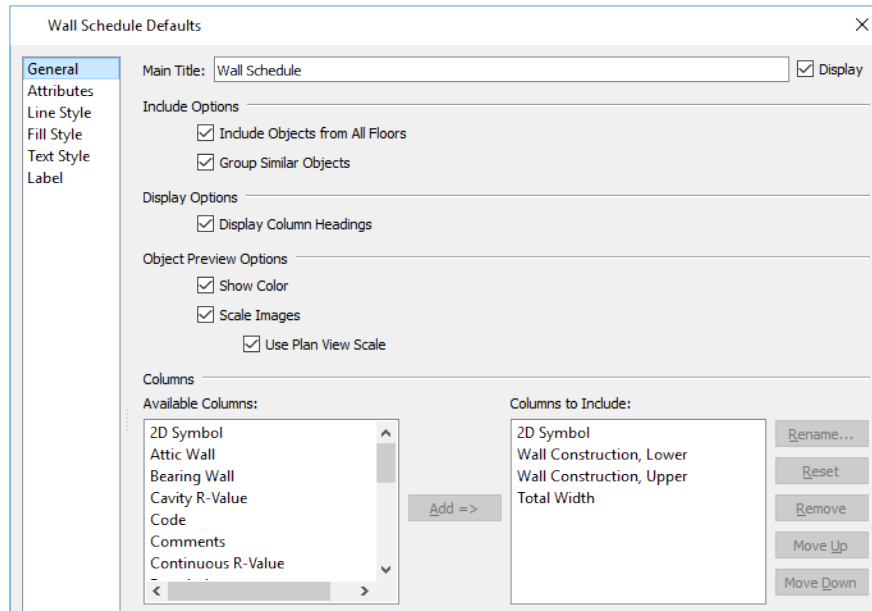 Wall Schedule Defaults
General
Attributes
Line Style
Fill Style
Text Style
Label
Main Title: Wall Schedule Display
Include Options
Include Objects from All Floors
Group Similar Objects
Display Options
Display Column Headings
Object Preview Options
Show Color
Scale Images
Use Plan View Scale
Columns
Available Columns:
2D Symbol
Attic Wall
Bearing Wall
Cavity R-Value
Code
Comments
Continuous R-Value
Add =>
Columns to Include:
2D Symbol
Wall Construction, Lower
Wall Construction, Upper
Total Width
Rename...
Reset
Remove
Move Up
Move Down